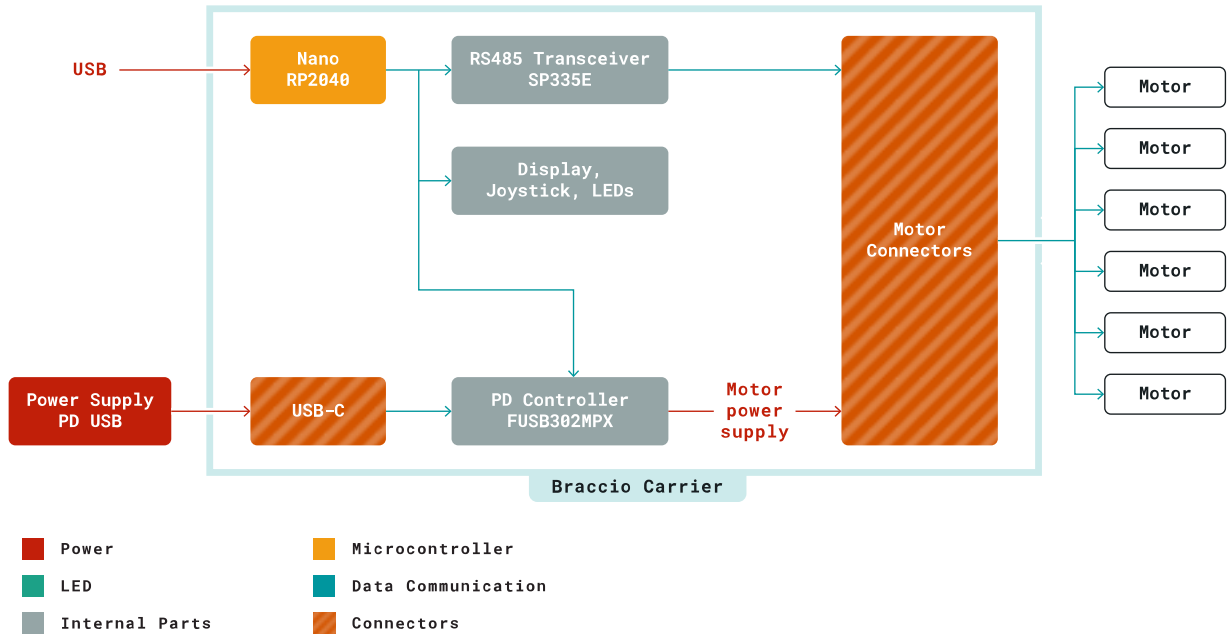 USB
Nano
RP2040
RS485 Transceiver
SP335E
Display,
Joystick, LEDs
Motor
Connectors
Motor
Motor
Motor
Motor
Motor
Motor
Power Supply
PD USB
USB-C
PD Controller
FUSB302MPX
Motor
power
supply
Braccio Carrier
Power
Microcontroller
LED
Data Communication
Internal Parts
Connectors